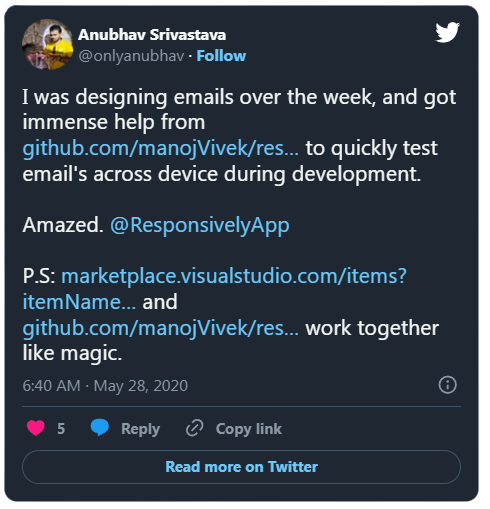 Anubhav Srivastava
@onlyanubhav · Follow
I was designing emails over the week, and got
immense help from
github.com/manojVivek/res... to quickly test
email's across device during development.
Amazed. @ResponsivelyApp
P.S: marketplace.visualstudio.com/items?
itemName... and
github.com/manojVivek/res... work together
like magic.
6:40 AM · May 28, 2020
5 Reply Copy link
Read more on Twitter